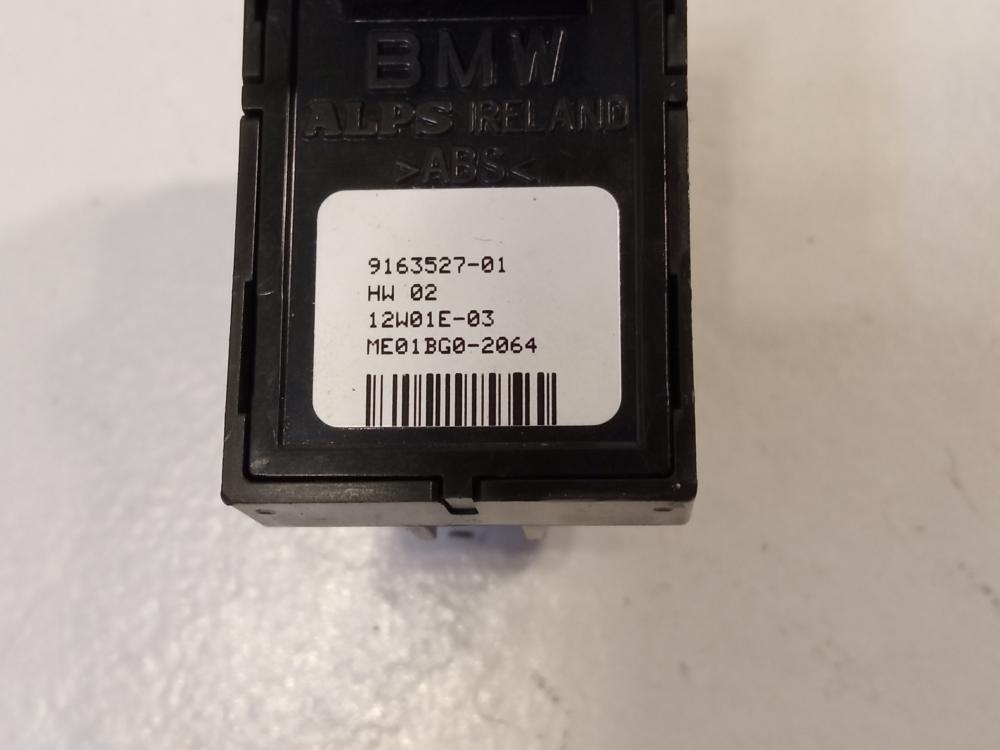 BMW
ALPS IRELAND
>ABS<
9163527-01
HW 02
12W01E-03
ME01BG0-2064